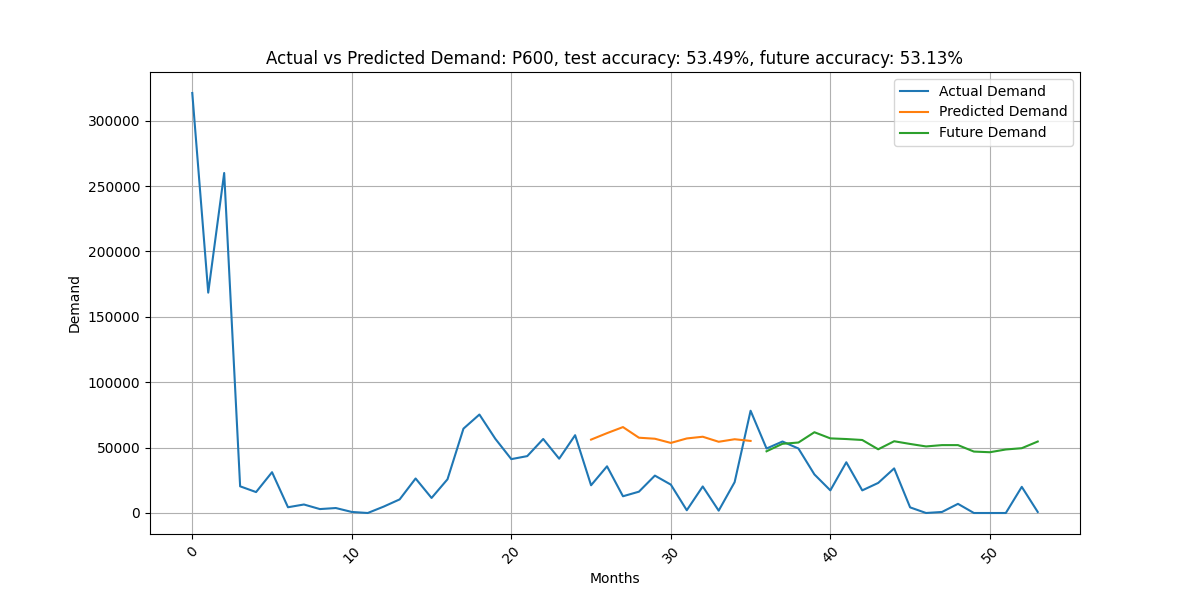 Actual vs Predicted Demand: P600, test accuracy: 53.49%, future accuracy: 53.13%
Actual Demand
Predicted Demand
Future Demand
300000
250000
200000
150000
100000
50000
0
Demand
0
10
20
30
40
50
Months